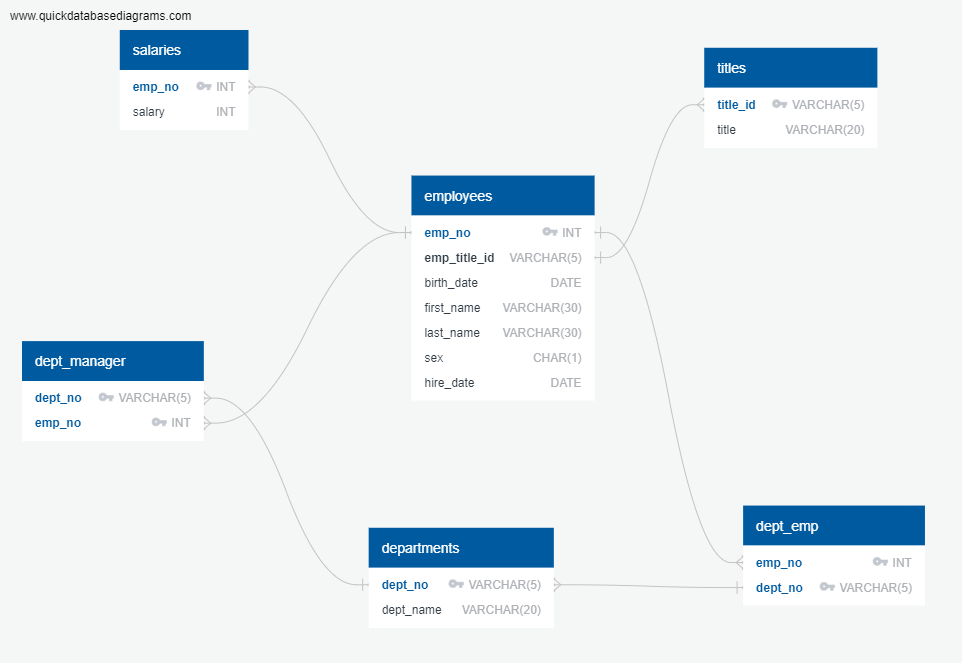 www.quickdatabasediagrams.com
salaries
emp_no INT
salary INT
titles
title_id VARCHAR(5)
title VARCHAR(20)
employees
emp_no INT
emp_title_id VARCHAR(5)
birth_date DATE
first_name VARCHAR(30)
last_name VARCHAR(30)
sex CHAR(1)
hire_date DATE
dept_manager
dept_no VARCHAR(5)
emp_no INT
departments
dept_no VARCHAR(5)
dept_name VARCHAR(20)
dept_emp
emp_no INT
dept_no VARCHAR(5)